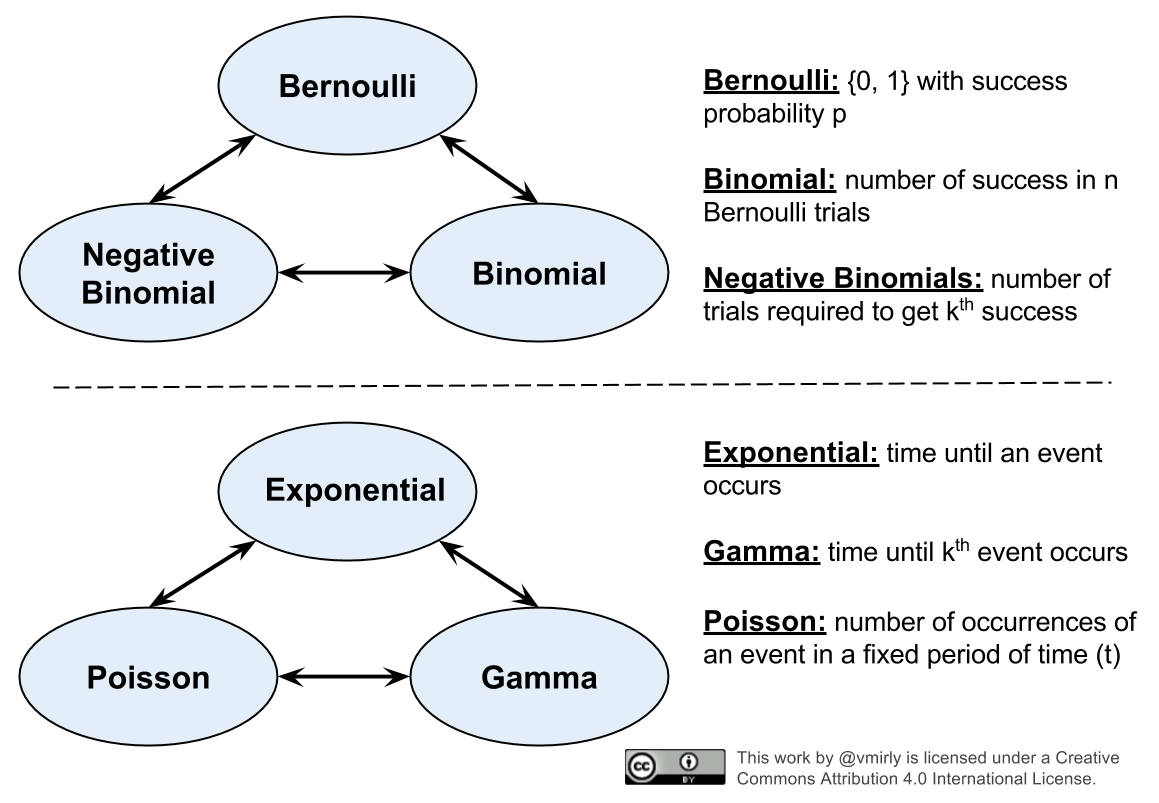 Bernoulli
Negative
Binomial
Binomial
Bernoulli: {0, 1} with success
probability p
Binomial: number of success in n
Bernoulli trials
Negative Binomials: number of
trials required to get kth success
Exponential
Poisson
Gamma
Exponential: time until an event
occurs
Gamma: time until kth event occurs
Poisson: number of occurrences of
an event in a fixed period of time (t)
cc
BY
This work by @vmirly is licensed under a Creative
Commons Attribution 4.0 International License.